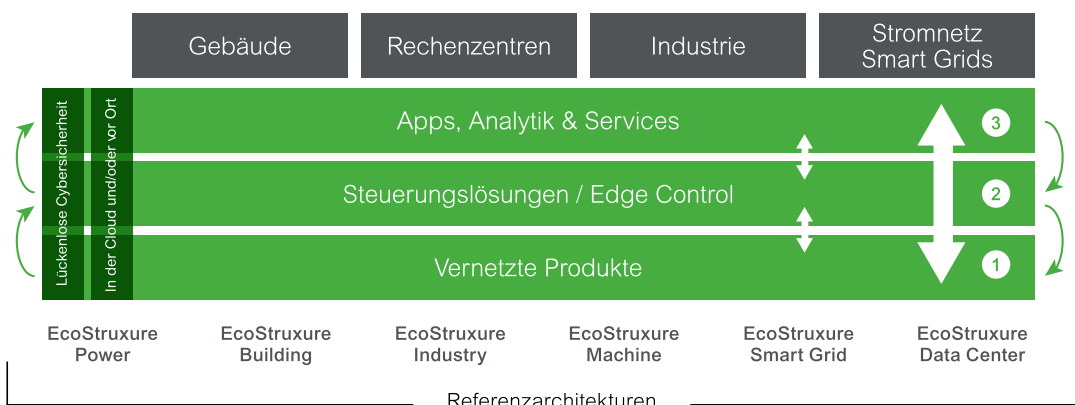 Gebäude
Rechenzentren
Industrie
Stromnetz
Smart Grids
Lückenlose Cybersicherheit
In der Cloud und/oder vor Ort
Apps, Analytik & Services
3
Steuerungslösungen / Edge Control
2
Vernetzte Produkte
1
EcoStruxure
Power
EcoStruxure
Building
EcoStruxure
Industry
EcoStruxure
Machine
EcoStruxure
Smart Grid
EcoStruxure
Data Center
Referenzarchitekturen